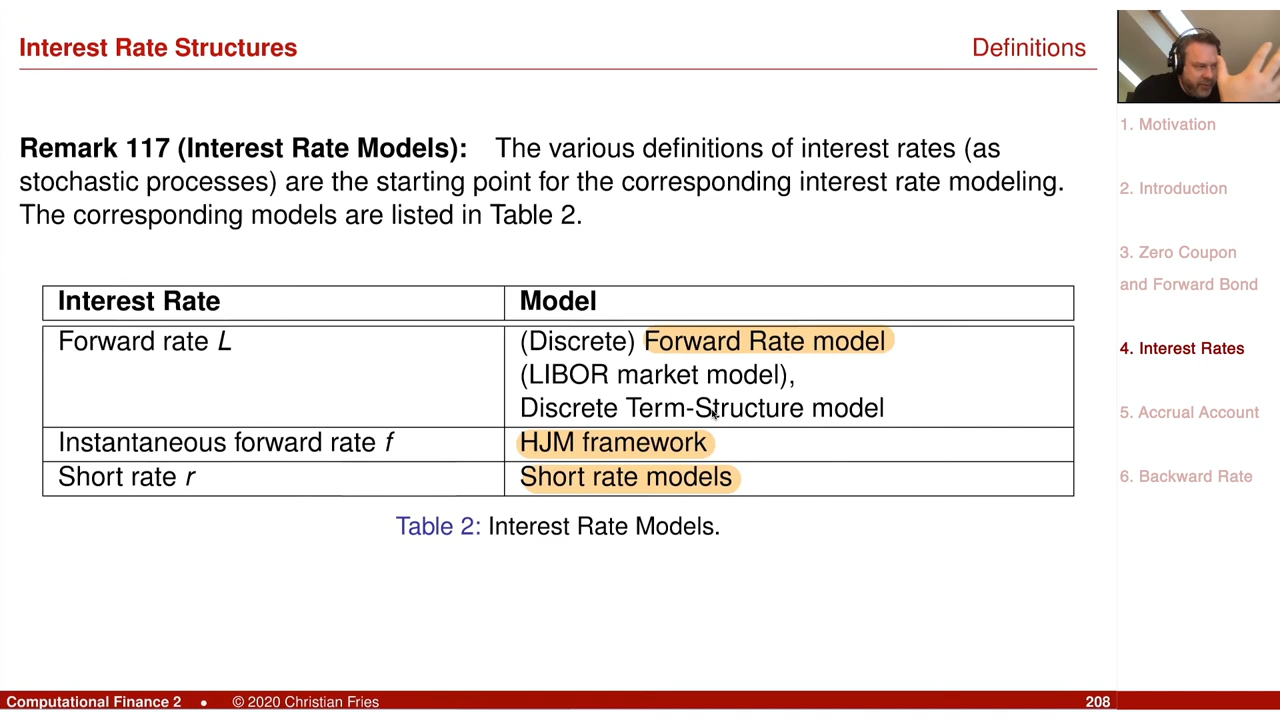 Interest Rate Structures
Definitions
Remark 117 (Interest Rate Models): The various definitions of interest rates (as
stochastic processes) are the starting point for the corresponding interest rate modeling.
The corresponding models are listed in Table 2.
Interest Rate
Model
Forward rate L
(Discrete) Forward Rate model
(LIBOR market model),
Discrete Term-Structure model
Instantaneous forward rate f
HJM framework
Short rate r
Short rate models
Table 2: Interest Rate Models.
1. Motivation
2. Introduction
3. Zero Coupon
and Forward Bond
4. Interest Rates
5. Accrual Account
6. Backward Rate
Computational Finance 2 • © 2020 Christian Fries
208